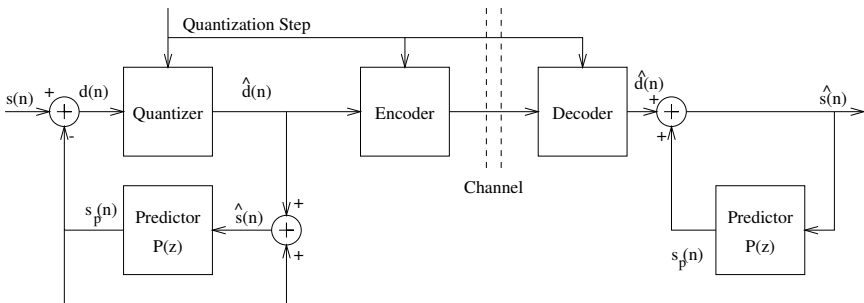 Quantization Step
s(n)
+
+
-
d(n)
Quantizer
^d(n)
Encoder
Channel
Decoder
^d(n)
+
+
+
^s(n)
s_p(n)
Predictor
P(z)
^s(n)
+
+
+
s_p(n)
Predictor
P(z)